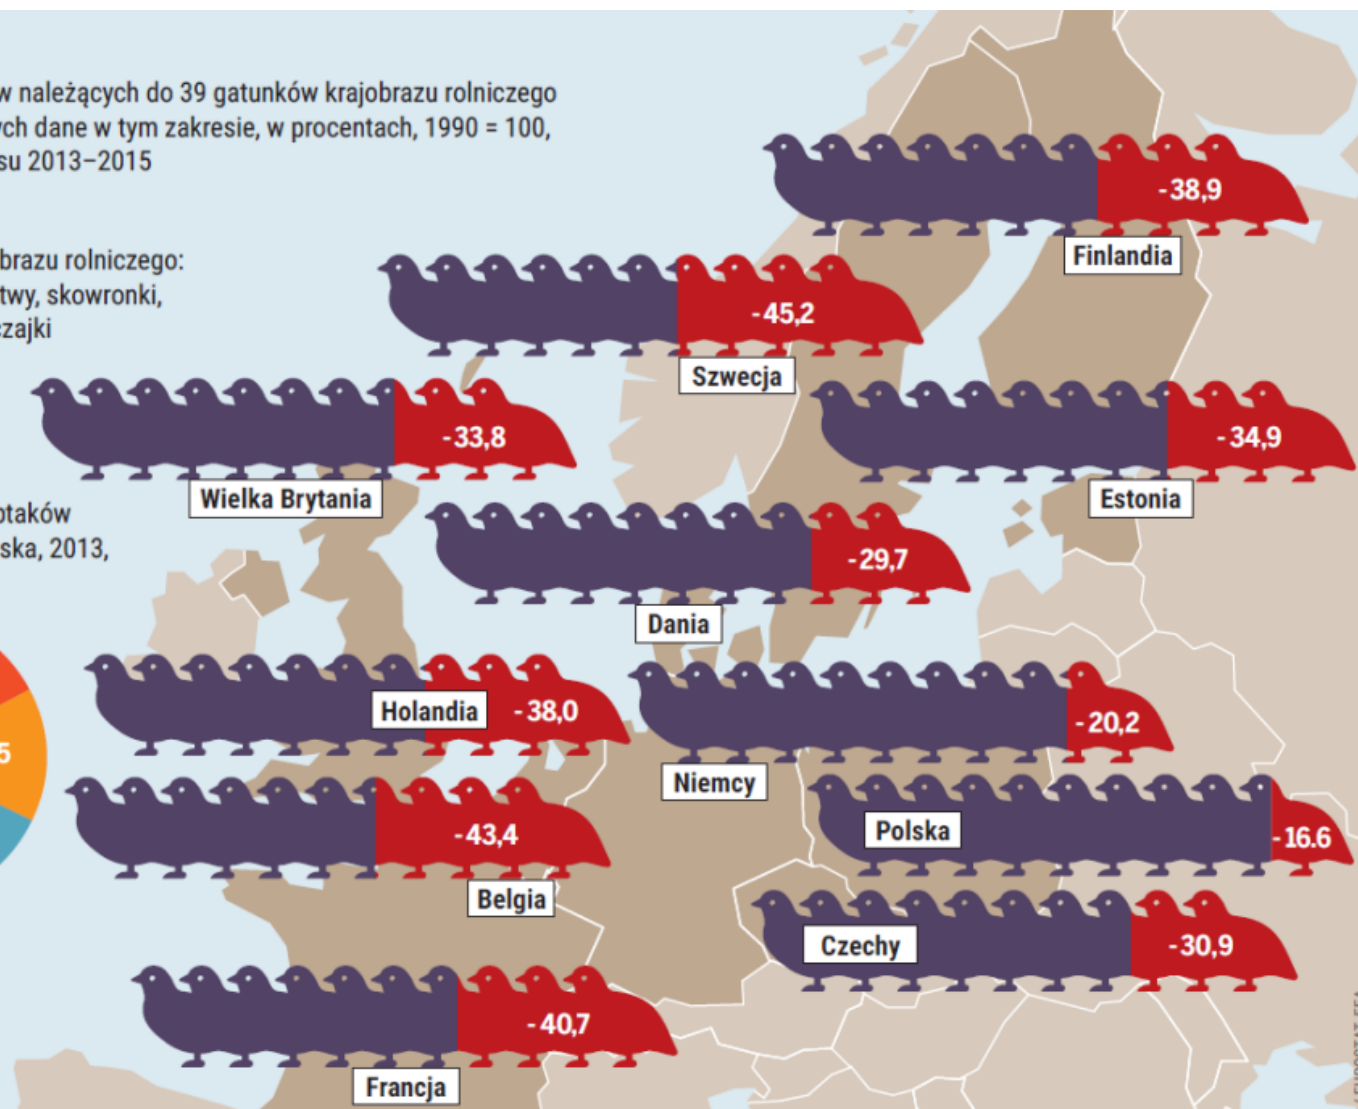 w należących do 39 gatunków krajobrazu rolniczego
ych dane w tym zakresie, w procentach, 1990 = 100,
su 2013–2015
brazu rolniczego:
twy, skowronki,
czajki
-38,9
Finlandia
-45,2
Szwecja
-33,8
Wielka Brytania
-34,9
Estonia
ptaków
ska, 2013,
-29,7
Dania
Holandia
-38,0
-20,2
Niemcy
5
-43,4
Belgia
Polska
-16.6
Czechy
-30,9
-40,7
Francja
EUROSTAT, EEA